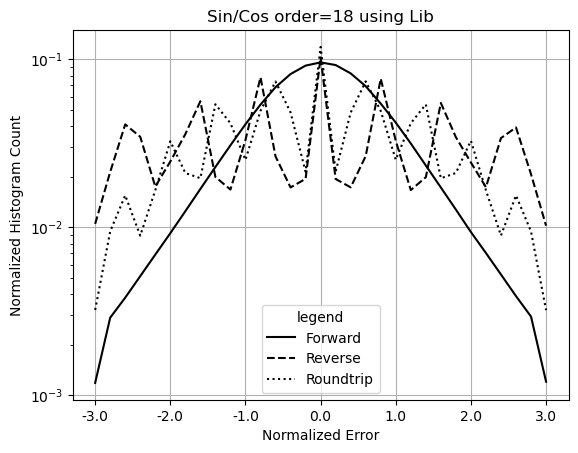 Sin/Cos order=18 using Lib
Normalized Histogram Count
10⁻¹
10⁻²
10⁻³
legend
Forward
Reverse
Roundtrip
-3.0 -2.0 -1.0 0.0 1.0 2.0 3.0
Normalized Error